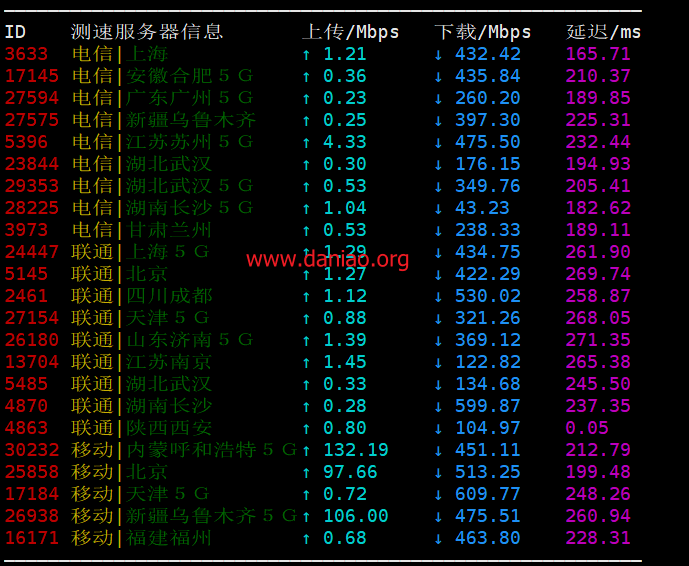 ID 测速服务器信息 上传/Mbps 下载/Mbps 延迟/ms
3633 电信|上海 ↑ 1.21 ↓ 432.42 165.71
17145 电信|安徽合肥５Ｇ ↑ 0.36 ↓ 435.84 210.37
27594 电信|广东广州５Ｇ ↑ 0.23 ↓ 260.20 189.85
27575 电信|新疆乌鲁木齐 ↑ 0.25 ↓ 397.30 225.31
5396 电信|江苏苏州５Ｇ ↑ 4.33 ↓ 475.50 232.44
23844 电信|湖北武汉 ↑ 0.30 ↓ 176.15 194.93
29353 电信|湖北武汉５Ｇ ↑ 0.53 ↓ 349.76 205.41
28225 电信|湖南长沙５Ｇ ↑ 1.04 ↓ 43.23 182.62
3973 电信|甘肃兰州 ↑ 0.53 ↓ 238.33 189.11
24447 联通|上海５Ｇ ↑ 1.29 ↓ 434.75 261.90
www.daniao.org
5145 联通|北京 ↑ 1.27 ↓ 422.29 269.74
2461 联通|四川成都 ↑ 1.12 ↓ 530.02 258.87
27154 联通|天津５Ｇ ↑ 0.88 ↓ 321.26 268.05
26180 联通|山东济南５Ｇ ↑ 1.39 ↓ 369.12 271.35
13704 联通|江苏南京 ↑ 1.45 ↓ 122.82 265.38
5485 联通|湖北武汉 ↑ 0.33 ↓ 134.68 245.50
4870 联通|湖南长沙 ↑ 0.28 ↓ 599.87 237.35
4863 联通|陕西西安 ↑ 0.80 ↓ 104.97 0.05
30232 移动|内蒙呼和浩特５Ｇ ↑ 132.19 ↓ 451.11 212.79
25858 移动|北京 ↑ 97.66 ↓ 513.25 199.48
17184 移动|天津５Ｇ ↑ 0.72 ↓ 609.77 248.26
26938 移动|新疆乌鲁木齐５Ｇ ↑ 106.00 ↓ 475.51 260.94
16171 移动|福建福州 ↑ 0.68 ↓ 463.80 228.31